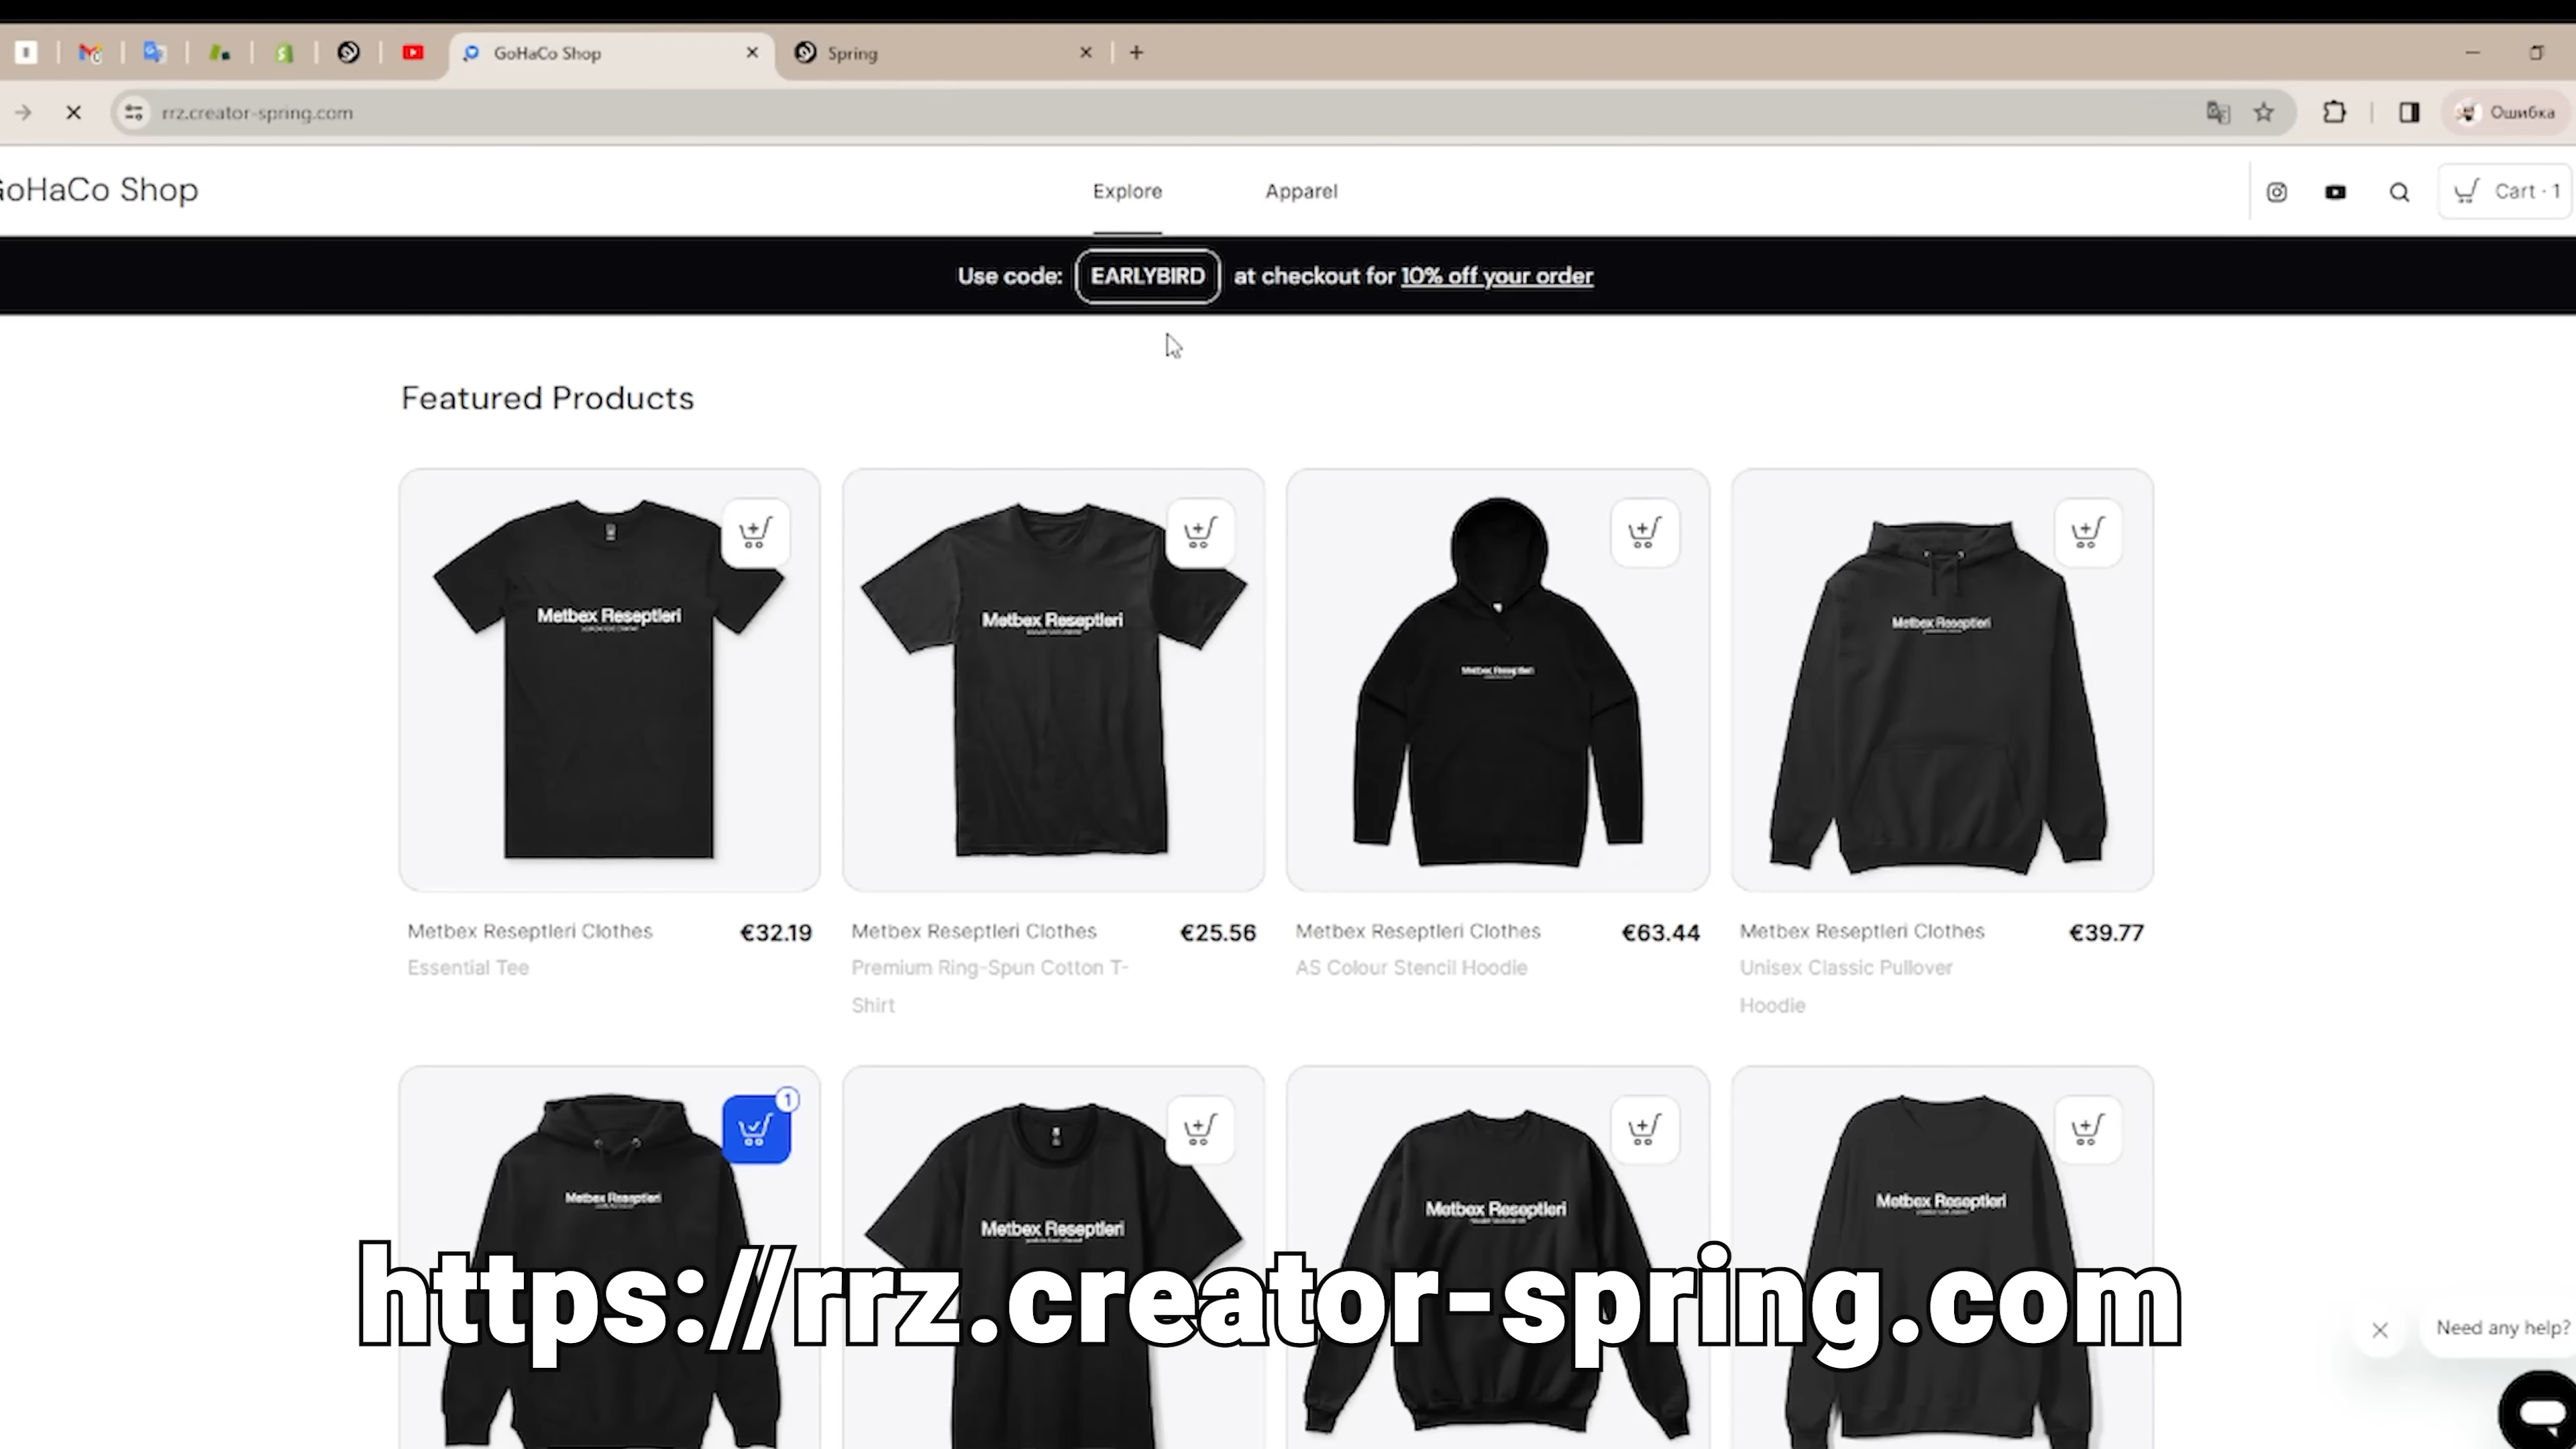 GoHaCo Shop
Spring
rrz.creator-spring.com
Ошибка
GoHaCo Shop
Explore
Apparel
Cart · 1
Use code: EARLYBIRD at checkout for 10% off your order
Featured Products
Metbex Reseptleri
Metbex Reseptleri
Metbex Reseptleri
Metbex Reseptleri
Metbex Reseptleri Clothes €32.19
Essential Tee
Metbex Reseptleri Clothes €25.56
Premium Ring-Spun Cotton T-
Shirt
Metbex Reseptleri Clothes €63.44
AS Colour Stencil Hoodie
Metbex Reseptleri Clothes €39.77
Unisex Classic Pullover
Hoodie
1
Metbex Reseptleri
Metbex Reseptleri
Metbex Reseptleri
Metbex Reseptleri
https://rrz.creator-spring.com
Need any help?